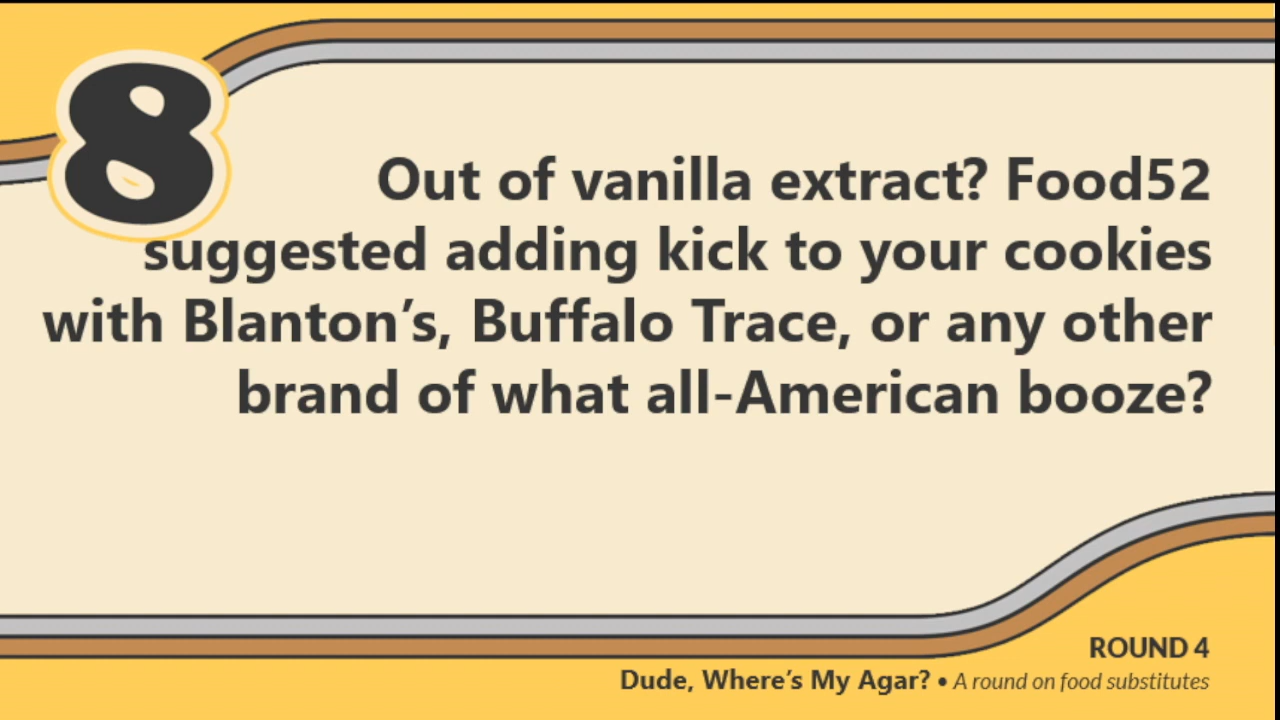 8
Out of vanilla extract? Food52
suggested adding kick to your cookies
with Blanton’s, Buffalo Trace, or any other
brand of what all-American booze?
ROUND 4
Dude, Where’s My Agar? • A round on food substitutes